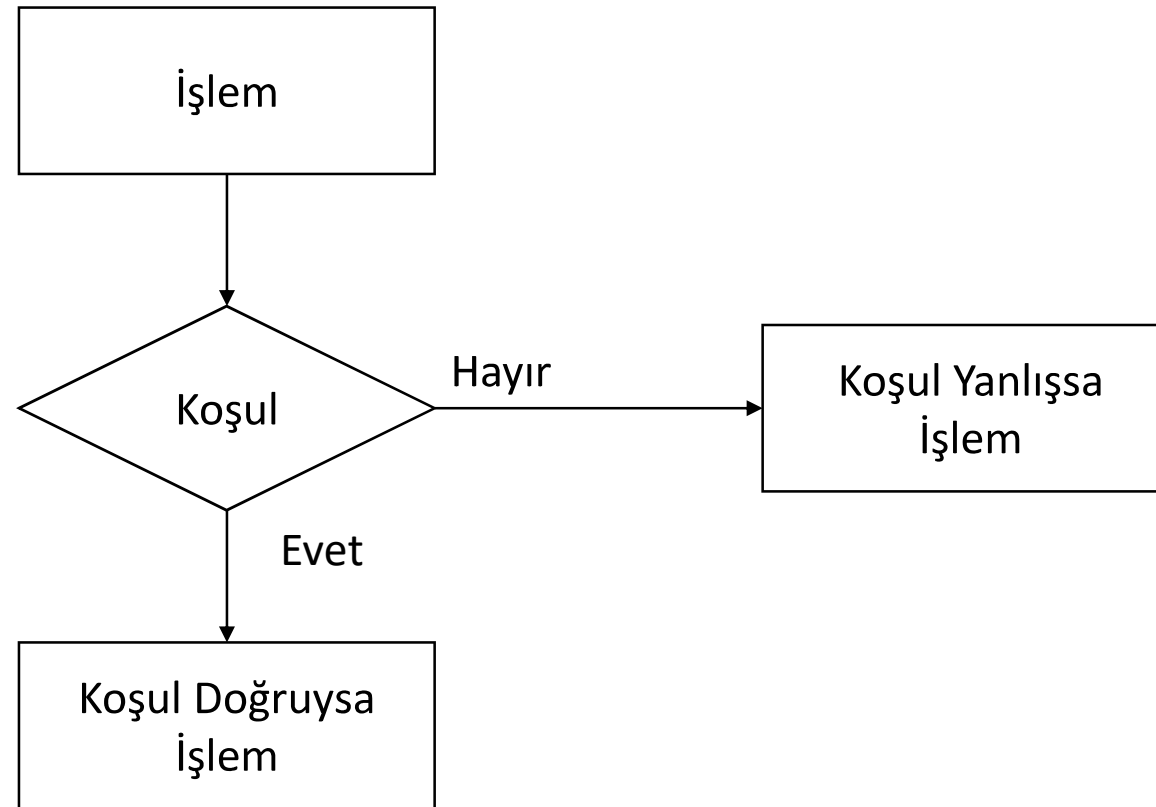 İşlem
Koşul
Hayır
Koşul Yanlışsa
İşlem
Evet
Koşul Doğruysa
İşlem